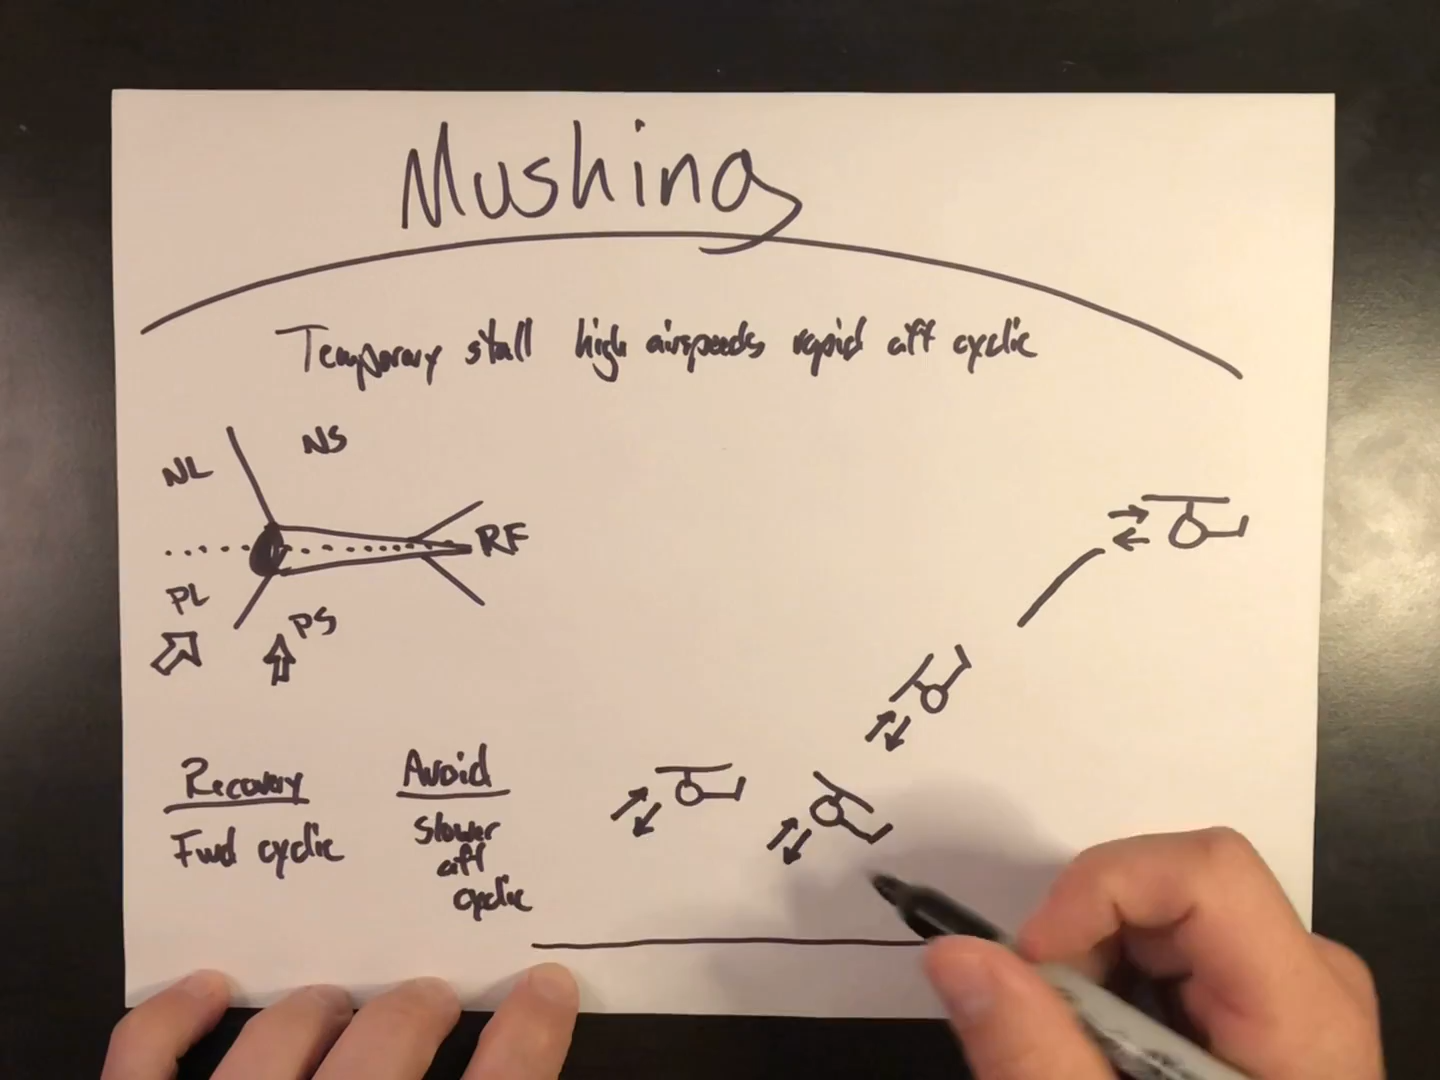 Mushing
Temporary stall high airspeeds rapid aft cyclic
NS
NL
RF
PL
PS
Recovery
Fwd cyclic
Avoid
slower
aft
cyclic